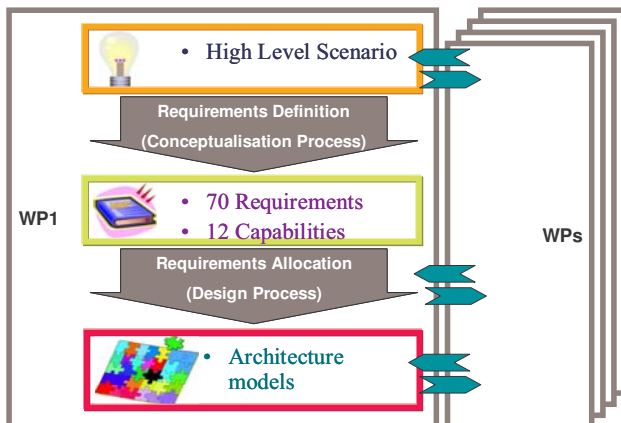 • High Level Scenario
Requirements Definition
(Conceptualisation Process)
• 70 Requirements
WP1
• 12 Capabilities
WPs
Requirements Allocation
(Design Process)
• Architecture
models